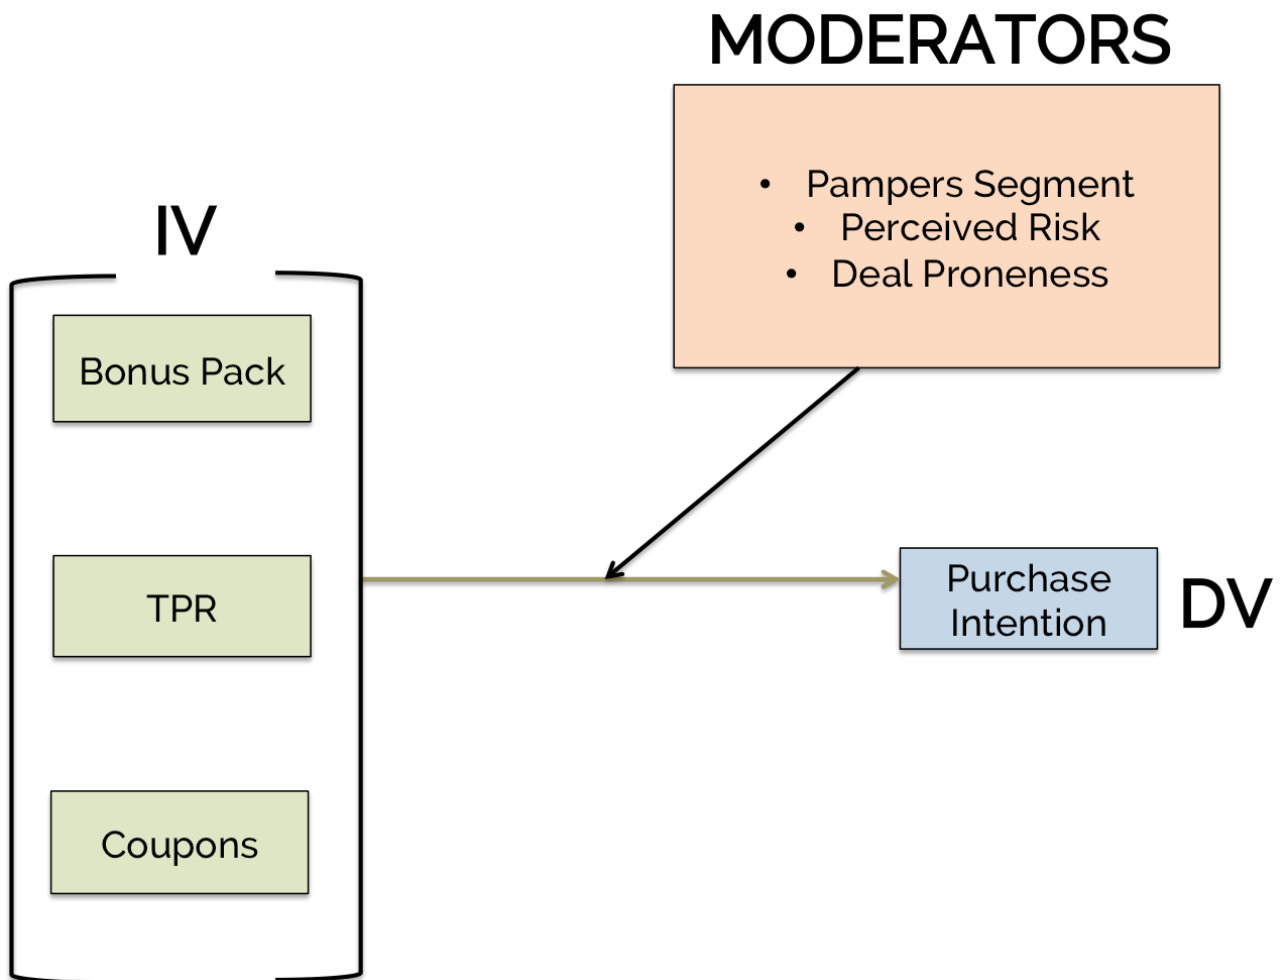 MODERATORS
• Pampers Segment
• Perceived Risk
• Deal Proneness
IV
Bonus Pack
TPR
Coupons
Purchase
Intention
DV